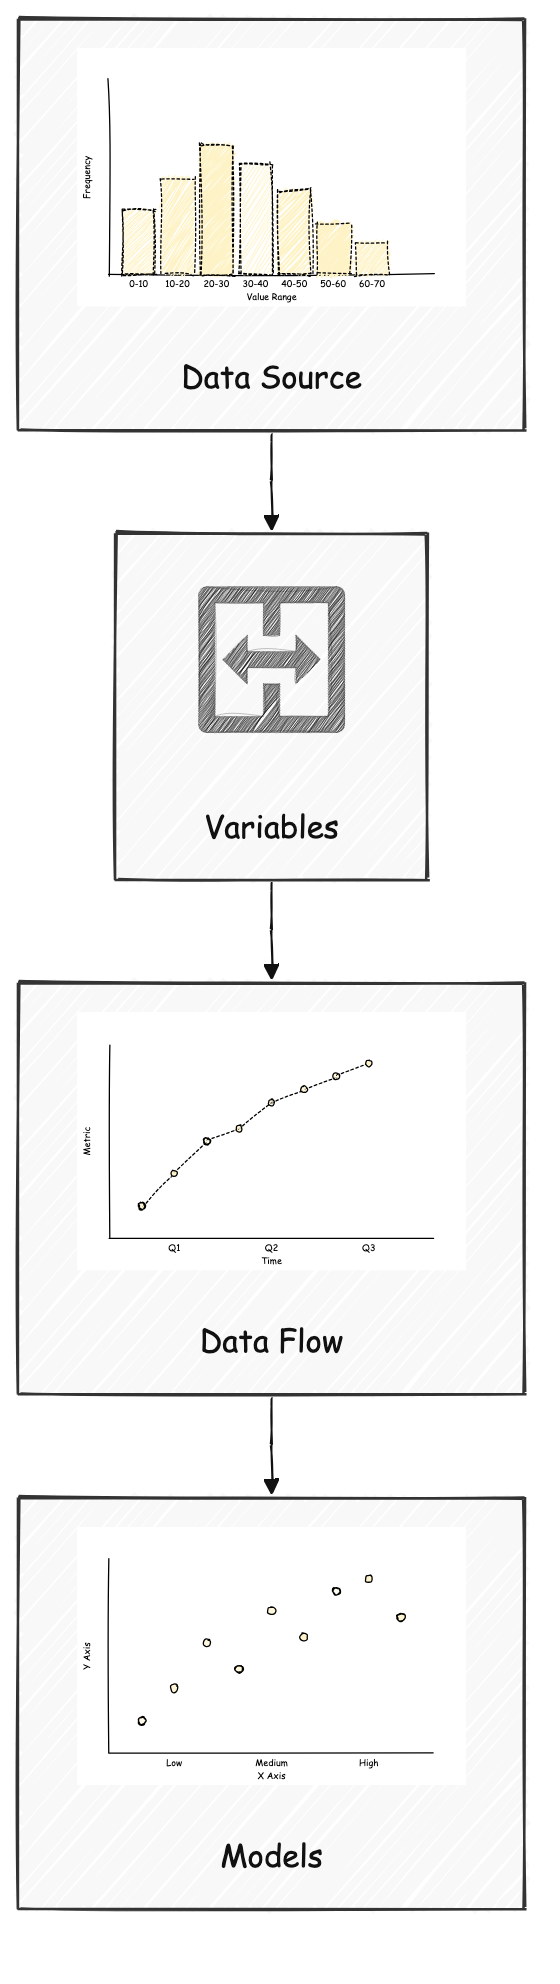 Frequency
0-10 10-20 20-30 30-40 40-50 50-60 60-70
Value Range
Data Source
Variables
Metric
Q1 Q2 Q3
Time
Data Flow
Y Axis
Low Medium High
X Axis
Models